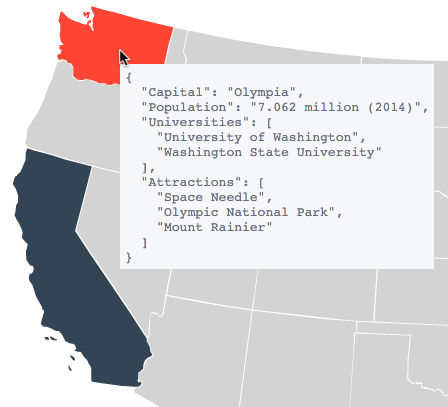 {
"Capital": "Olympia",
"Population": "7.062 million (2014)",
"Universities": [
"University of Washington",
"Washington State University"
],
"Attractions": [
"Space Needle",
"Olympic National Park",
"Mount Rainier"
]
}